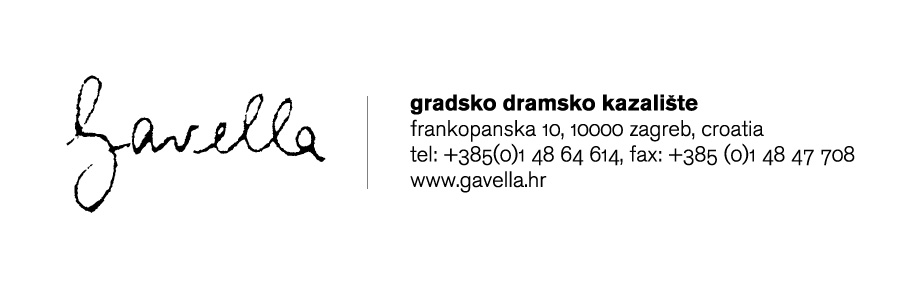 Gavella
gradsko dramsko kazalište
frankopanska 10, 10000 zagreb, croatia
tel: +385(0)1 48 64 614, fax: +385 (0)1 48 47 708
www.gavella.hr